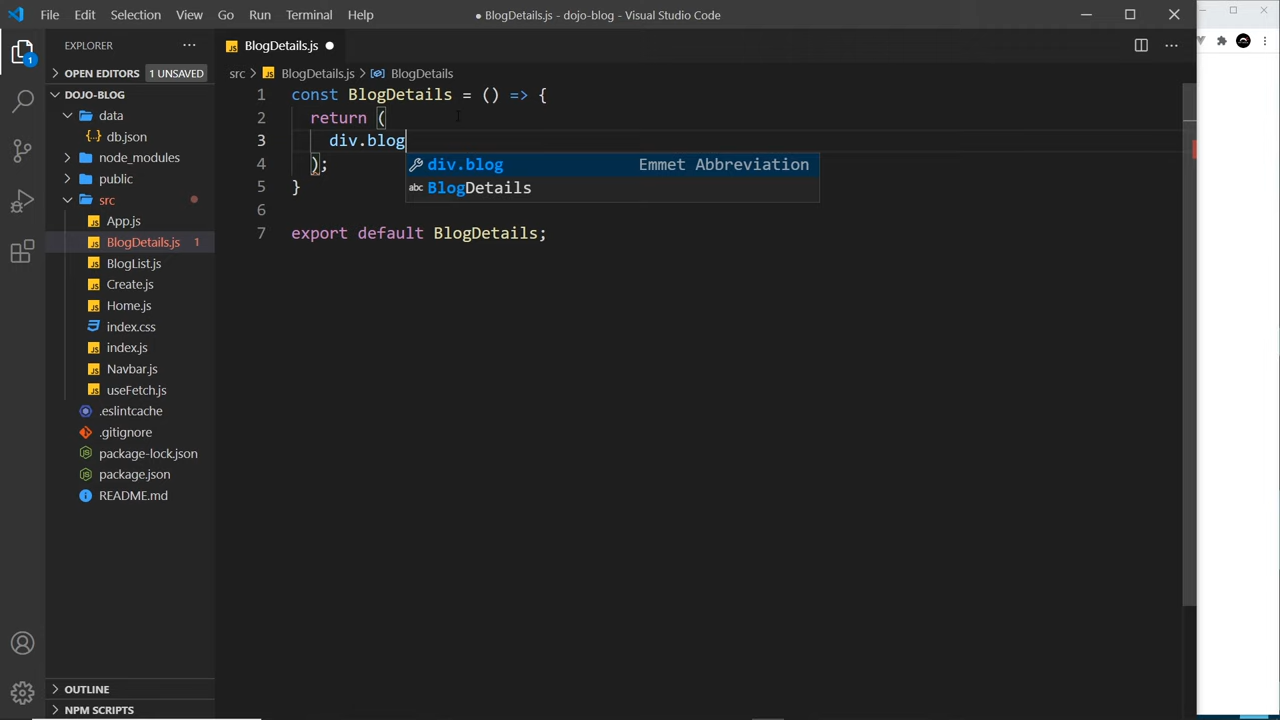 File Edit Selection View Go Run Terminal Help ● BlogDetails.js - dojo-blog - Visual Studio Code
EXPLORER
BlogDetails.js
OPEN EDITORS 1 UNSAVED
src > BlogDetails.js > BlogDetails
DOJO-BLOG
data
db.json
node_modules
public
src
App.js
BlogDetails.js 1
BlogList.js
Create.js
Home.js
index.css
index.js
Navbar.js
useFetch.js
.eslintcache
.gitignore
package-lock.json
package.json
README.md
OUTLINE
NPM SCRIPTS
1
1 const BlogDetails = () => {
2 return (
3 div.blog
4 );
5 }
6
7 export default BlogDetails;
div.blog Emmet Abbreviation
abc BlogDetails